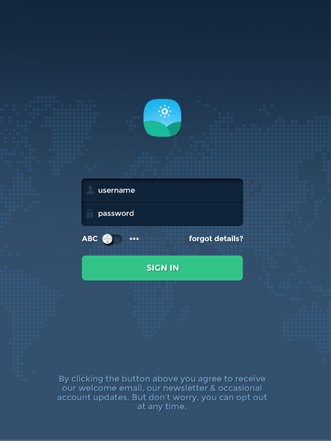 username
password
ABC ••• forgot details?
SIGN IN
By clicking the button above you agree to receive
our welcome email, our newsletter & occasional
account updates. But don't worry, you can opt out
at any time.